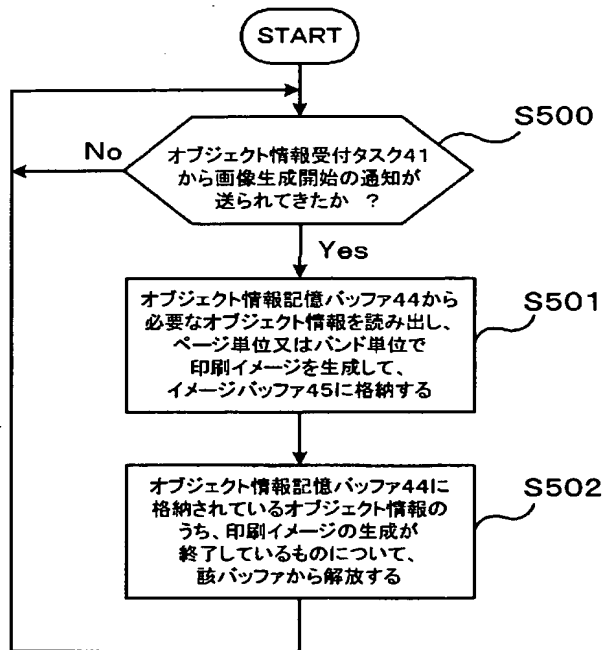 START
S500
No
オブジェクト情報受付タスク41
から画像生成開始の通知が
送られてきたか ?
Yes
S501
オブジェクト情報記憶バッファ44から
必要なオブジェクト情報を読み出し、
ページ単位又はバンド単位で
印刷イメージを生成して、
イメージバッファ45に格納する
S502
オブジェクト情報記憶バッファ44に
格納されているオブジェクト情報の
うち、印刷イメージの生成が
終了しているものについて、
該バッファから解放する